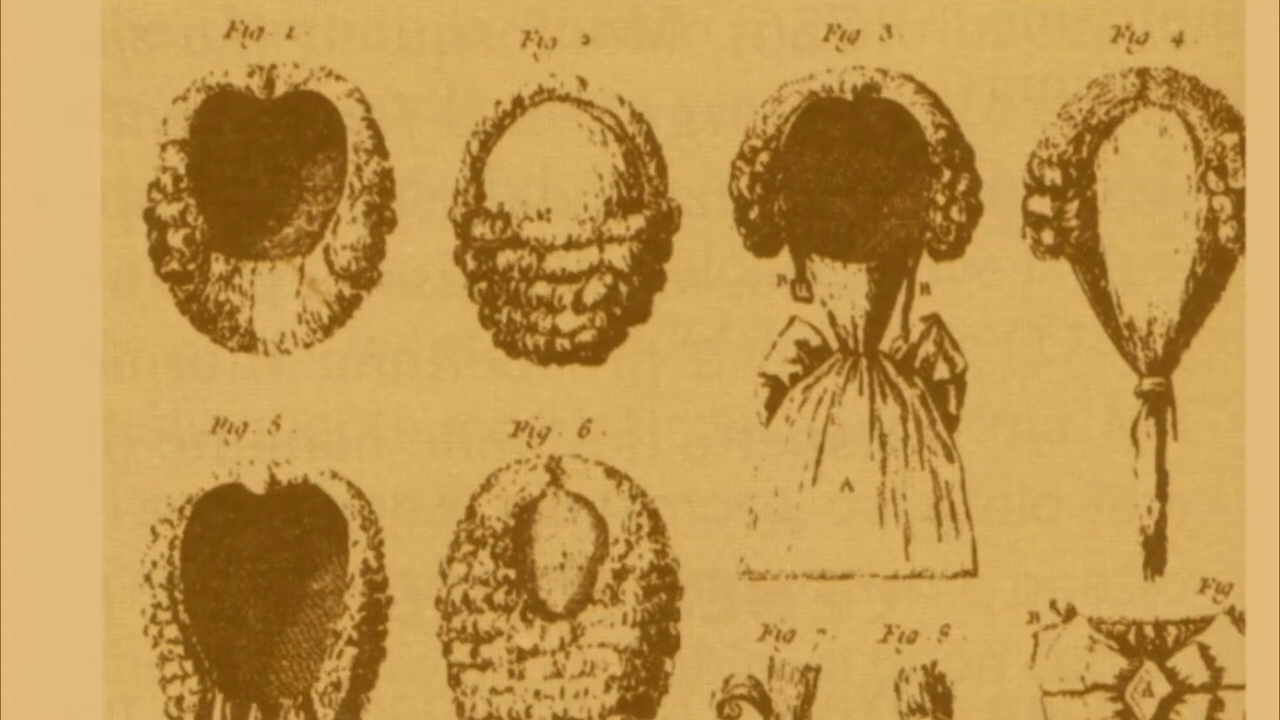 Fig. 1.
Fig. 2
Fig. 3
Fig. 4.
B
A
Fig. 5.
Fig. 6.
Fig. 7.
Fig. 8.
Fig
A